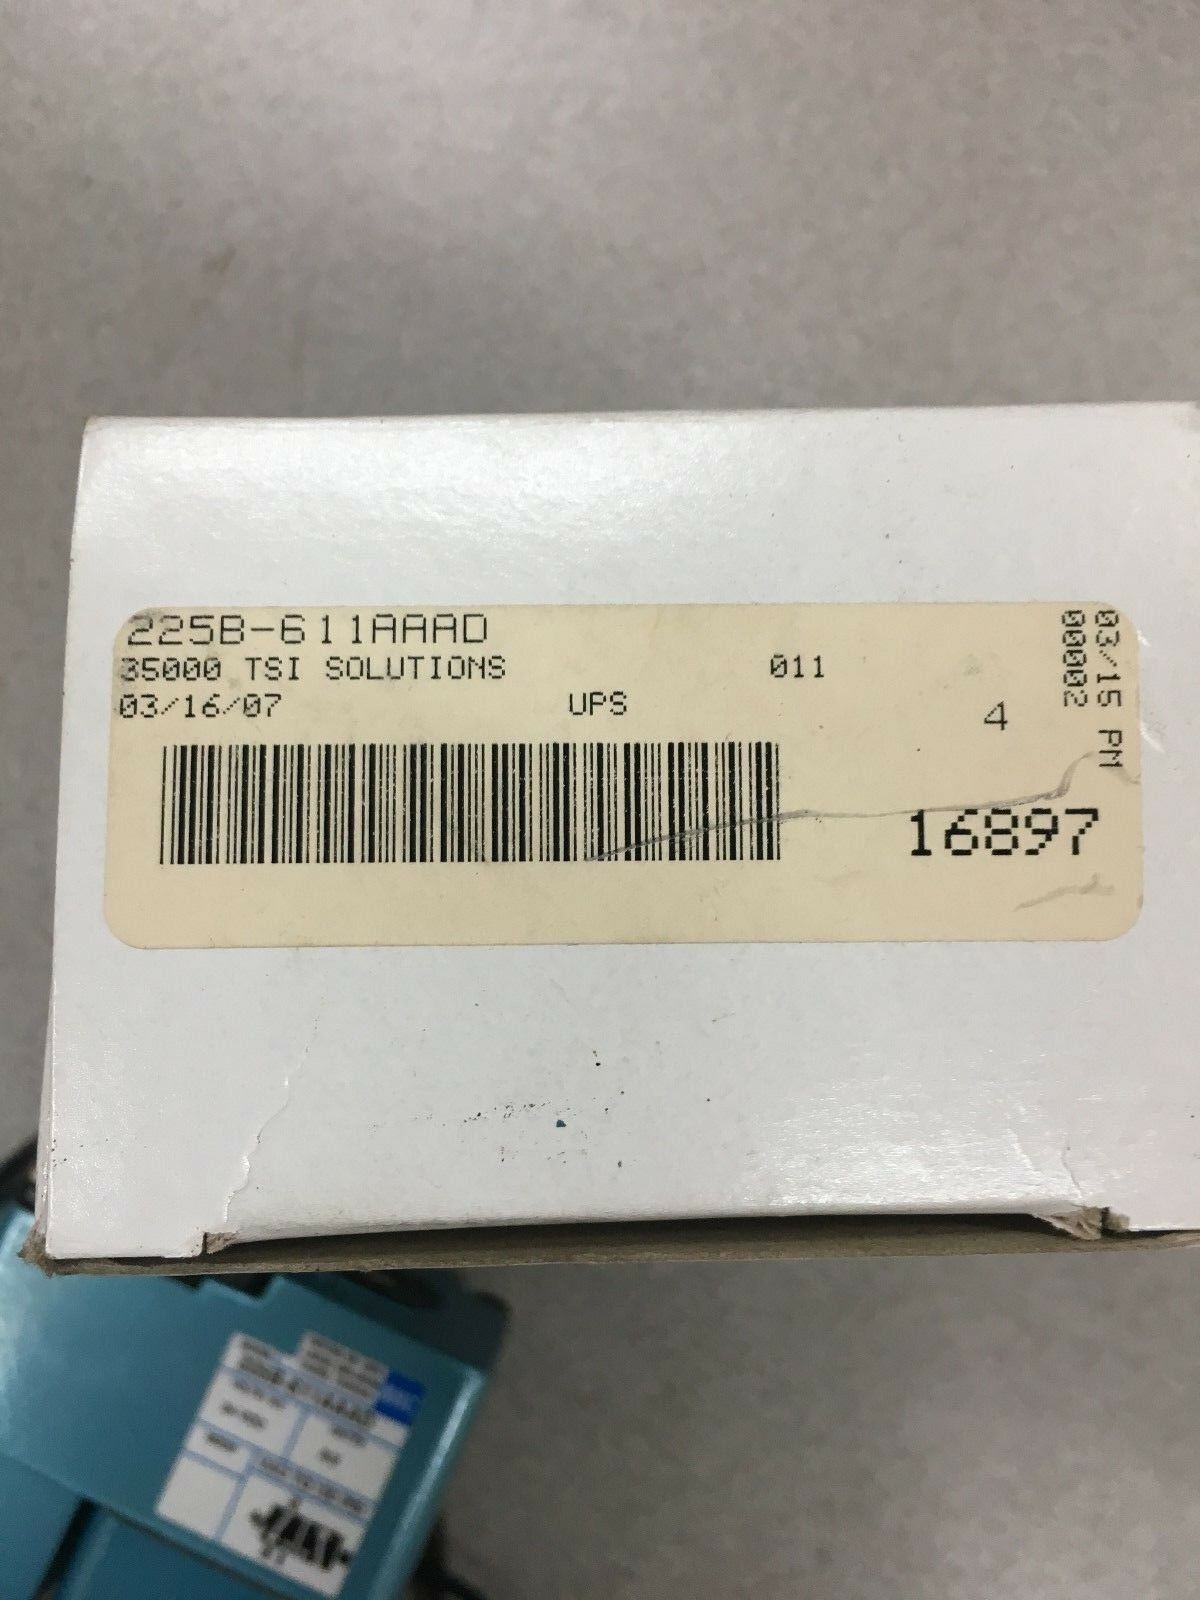 225B-611AAAD
35000 TSI SOLUTIONS 011
03/16/07 UPS
4
16897
03/15 PM
00002